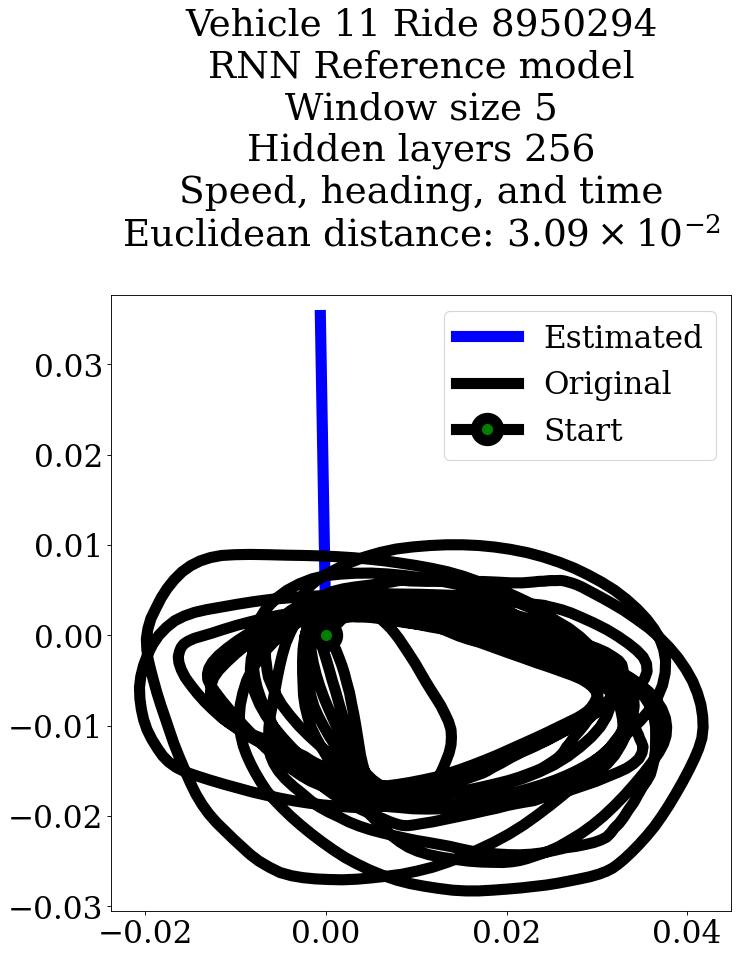 Vehicle 11 Ride 8950294
RNN Reference model
Window size 5
Hidden layers 256
Speed, heading, and time
Euclidean distance: 3.09 × 10⁻²
Estimated
Original
Start
0.03
0.02
0.01
0.00
−0.01
−0.02
−0.03
−0.02 0.00 0.02 0.04